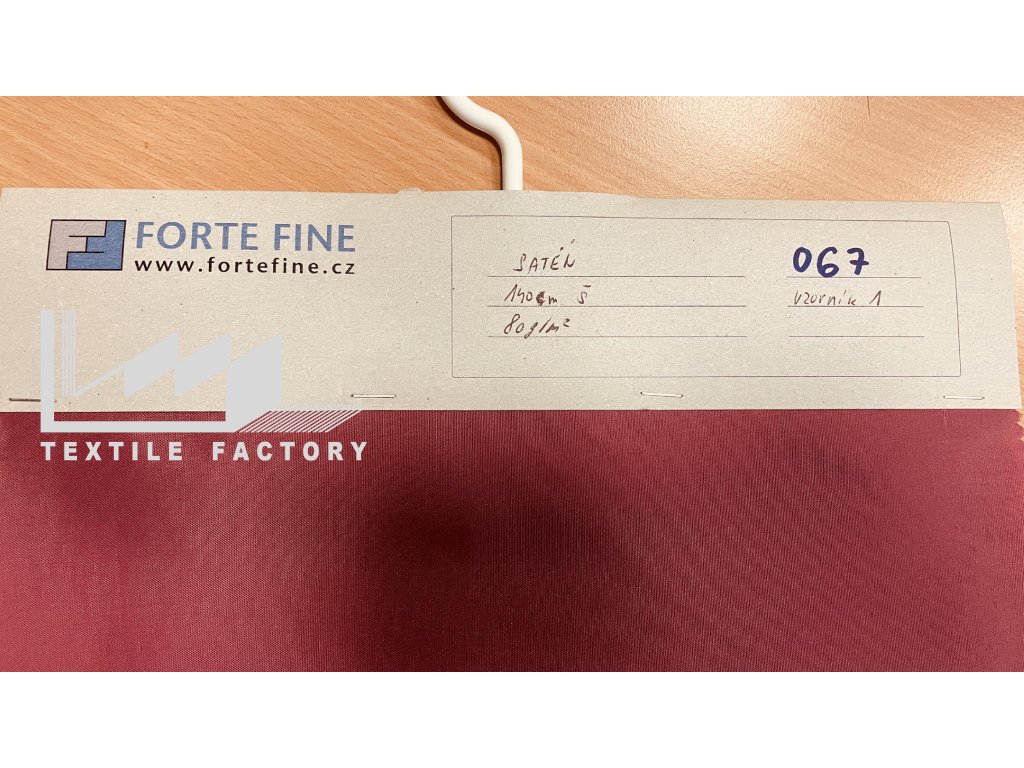 FORTE FINE
www.fortefine.cz
SATÉN
140cm Š
80g/m²
067
vzorník 1
TEXTILE FACTORY